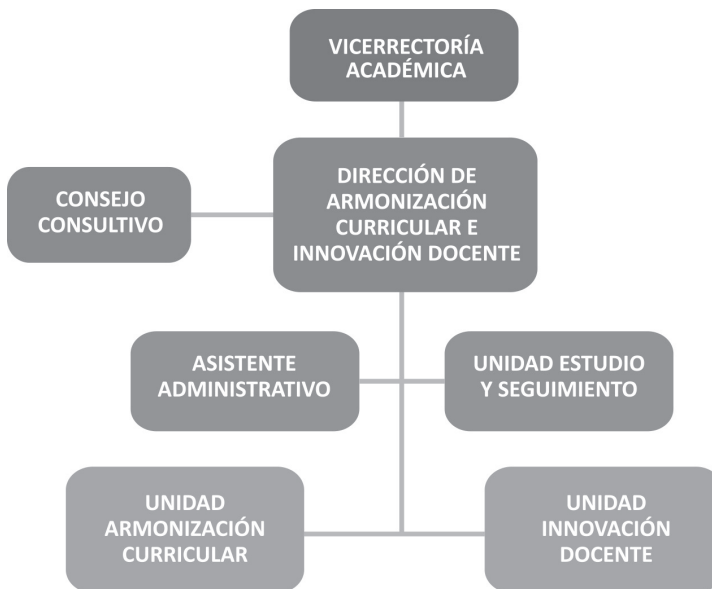 VICERRECTORÍA
ACADÉMICA
DIRECCIÓN DE
ARMONIZACIÓN
CURRICULAR E
INNOVACIÓN DOCENTE
CONSEJO
CONSULTIVO
ASISTENTE
ADMINISTRATIVO
UNIDAD ESTUDIO
Y SEGUIMIENTO
UNIDAD
ARMONIZACIÓN
CURRICULAR
UNIDAD
INNOVACIÓN
DOCENTE